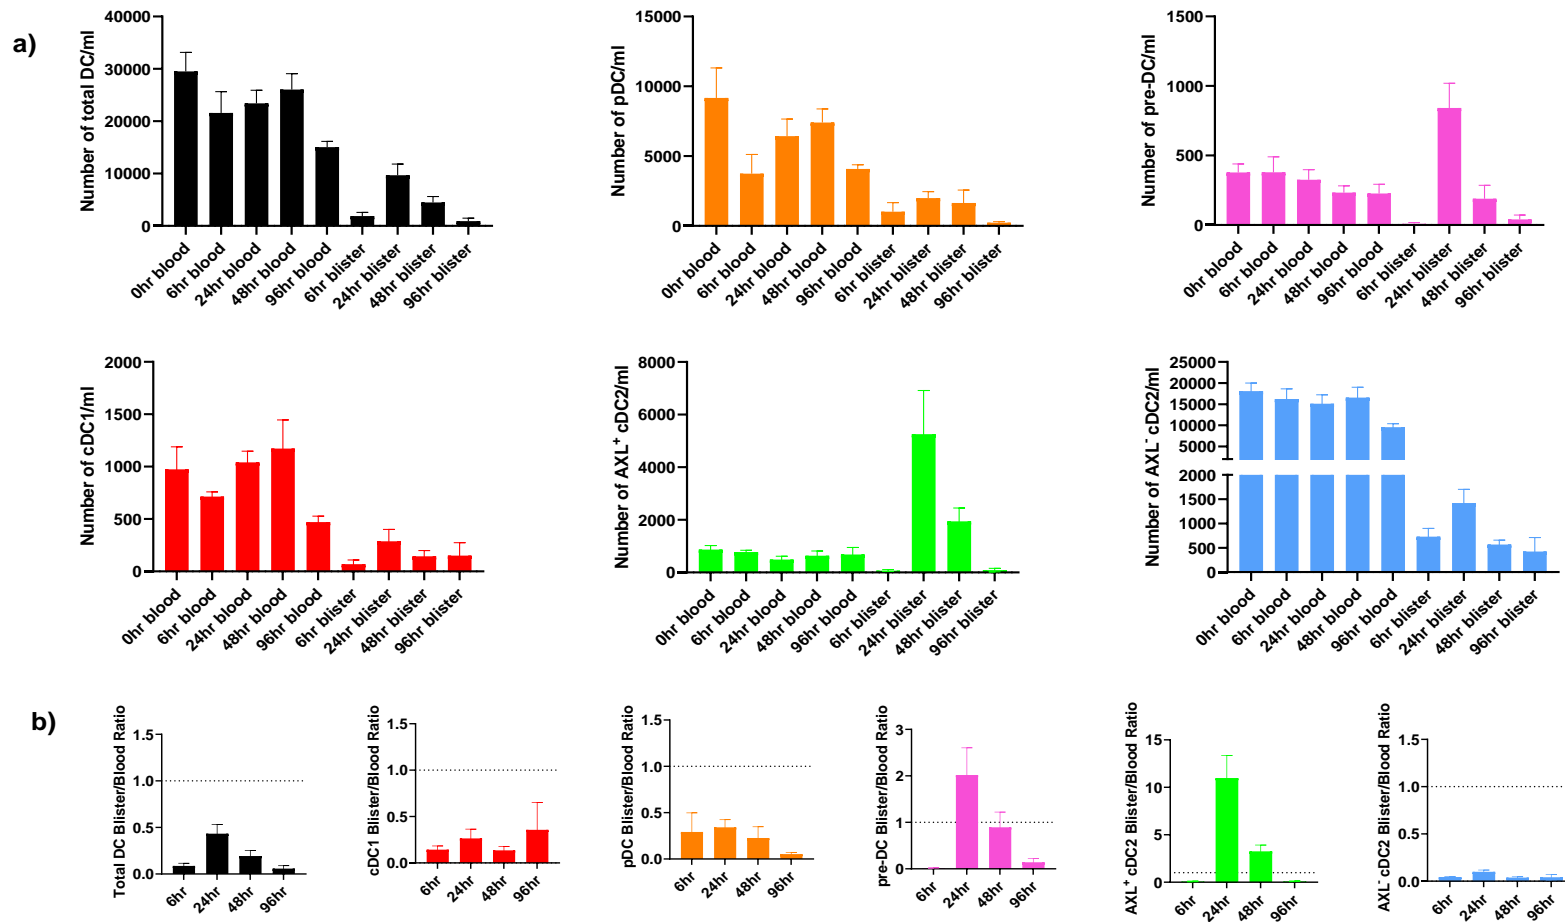 a)
Number of total DC/ml
40000
30000
20000
10000
0
0hr blood
6hr blood
24hr blood
48hr blood
96hr blood
6hr blister
24hr blister
48hr blister
96hr blister
Number of pDC/ml
15000
10000
5000
0
0hr blood
6hr blood
24hr blood
48hr blood
96hr blood
6hr blister
24hr blister
48hr blister
96hr blister
Number of pre-DC/ml
1500
1000
500
0
0hr blood
6hr blood
24hr blood
48hr blood
96hr blood
6hr blister
24hr blister
48hr blister
96hr blister
Number of cDC1/ml
2000
1500
1000
500
0
0hr blood
6hr blood
24hr blood
48hr blood
96hr blood
6hr blister
24hr blister
48hr blister
96hr blister
Number of AXL⁺ cDC2/ml
8000
6000
4000
2000
0
0hr blood
6hr blood
24hr blood
48hr blood
96hr blood
6hr blister
24hr blister
48hr blister
96hr blister
Number of AXL⁻ cDC2/ml
25000
20000
15000
10000
5000
2000
1500
1000
500
0
0hr blood
6hr blood
24hr blood
48hr blood
96hr blood
6hr blister
24hr blister
48hr blister
96hr blister
b)
Total DC Blister/Blood Ratio
1.5
1.0
0.5
0.0
6hr
24hr
48hr
96hr
cDC1 Blister/Blood Ratio
1.5
1.0
0.5
0.0
6hr
24hr
48hr
96hr
pDC Blister/Blood Ratio
1.5
1.0
0.5
0.0
6hr
24hr
48hr
96hr
pre-DC Blister/Blood Ratio
3
2
1
0
6hr
24hr
48hr
96hr
AXL⁺ cDC2 Blister/Blood Ratio
15
10
5
0
6hr
24hr
48hr
96hr
AXL⁻ cDC2 Blister/Blood Ratio
1.5
1.0
0.5
0.0
6hr
24hr
48hr
96hr